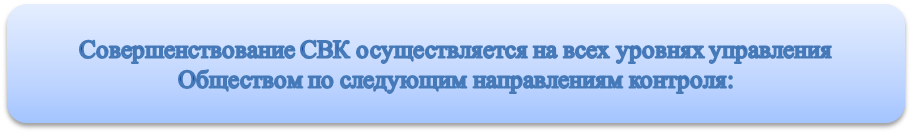 Совершенствование СВК осуществляется на всех уровнях управления
Обществом по следующим направлениям контроля: